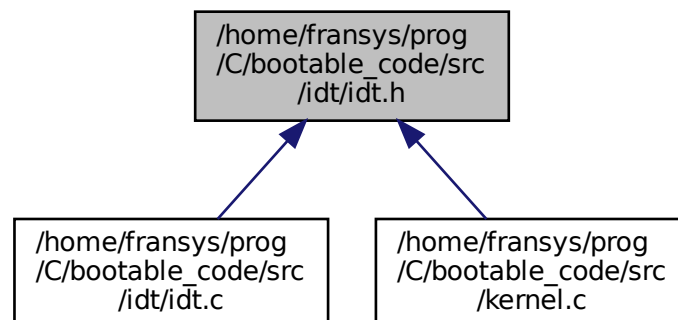 /home/fransys/prog
/C/bootable_code/src
/idt/idt.h
/home/fransys/prog
/C/bootable_code/src
/idt/idt.c
/home/fransys/prog
/C/bootable_code/src
/kernel.c